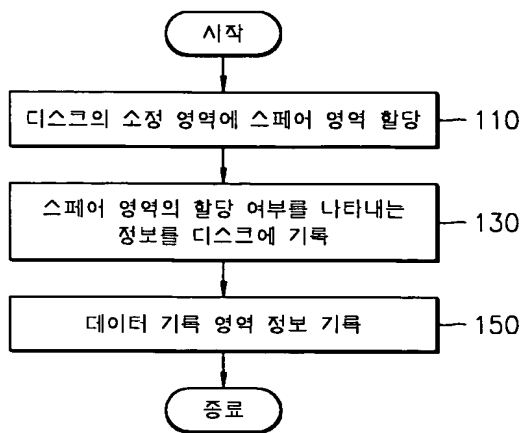 시작
디스크의 소정 영역에 스페어 영역 할당
110
스페어 영역의 할당 여부를 나타내는
정보를 디스크에 기록
130
데이터 기록 영역 정보 기록
150
종료